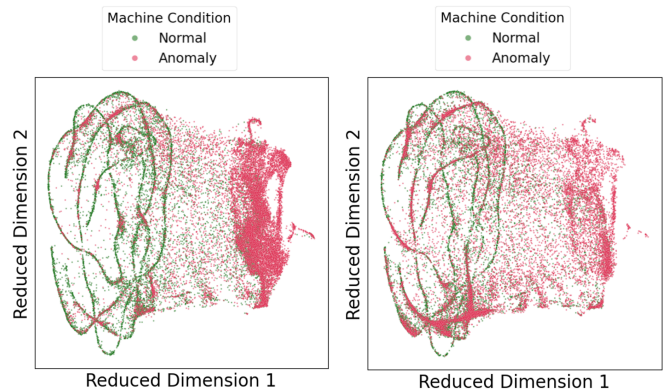 Machine Condition
Normal
Anomaly
Reduced Dimension 2
Reduced Dimension 1
Machine Condition
Normal
Anomaly
Reduced Dimension 2
Reduced Dimension 1